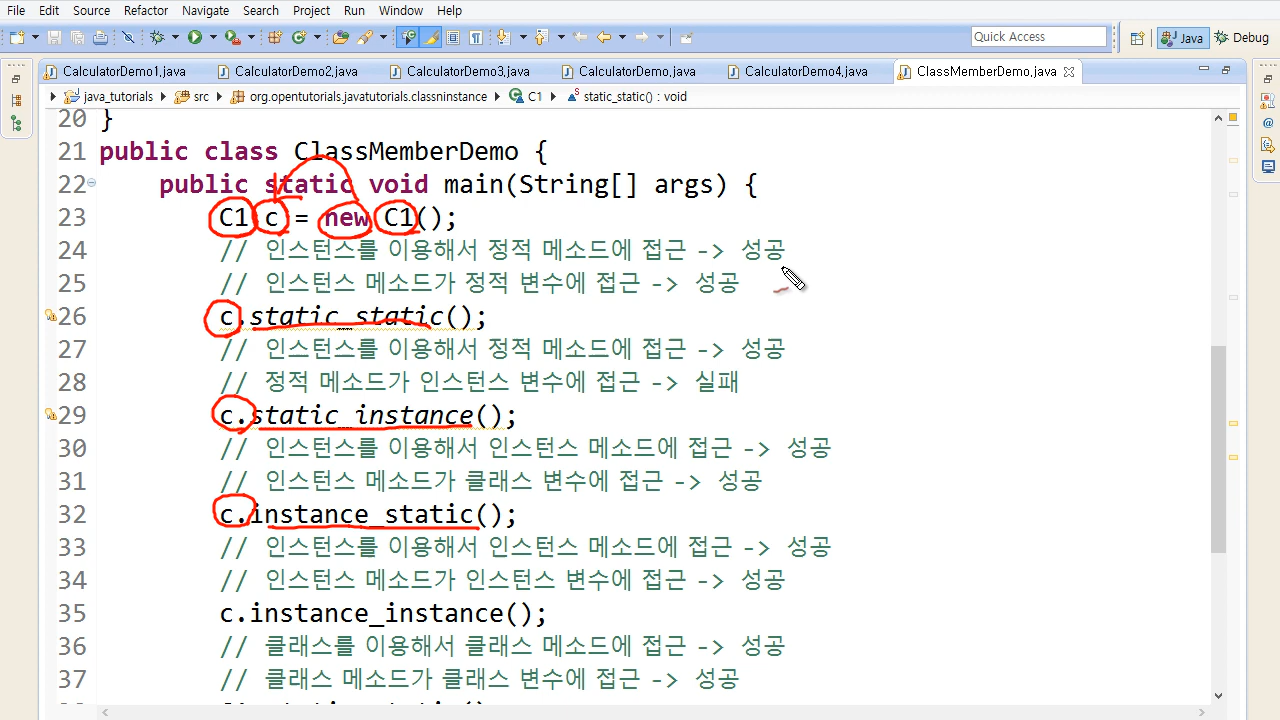 File Edit Source Refactor Navigate Search Project Run Window Help
Quick Access Java Debug
CalculatorDemo1.java CalculatorDemo2.java CalculatorDemo3.java CalculatorDemo.java CalculatorDemo4.java ClassMemberDemo.java
java_tutorials src org.opentutorials.javatutorials.classninstance C1 static_static() : void
20 }
21 public class ClassMemberDemo {
22 public static void main(String[] args) {
23 C1 c = new C1();
24 // 인스턴스를 이용해서 정적 메소드에 접근 -> 성공
25 // 인스턴스 메소드가 정적 변수에 접근 -> 성공
26 c.static_static();
27 // 인스턴스를 이용해서 정적 메소드에 접근 -> 성공
28 // 정적 메소드가 인스턴스 변수에 접근 -> 실패
29 c.static_instance();
30 // 인스턴스를 이용해서 인스턴스 메소드에 접근 -> 성공
31 // 인스턴스 메소드가 클래스 변수에 접근 -> 성공
32 c.instance_static();
33 // 인스턴스를 이용해서 인스턴스 메소드에 접근 -> 성공
34 // 인스턴스 메소드가 인스턴스 변수에 접근 -> 성공
35 c.instance_instance();
36 // 클래스를 이용해서 클래스 메소드에 접근 -> 성공
37 // 클래스 메소드가 클래스 변수에 접근 -> 성공